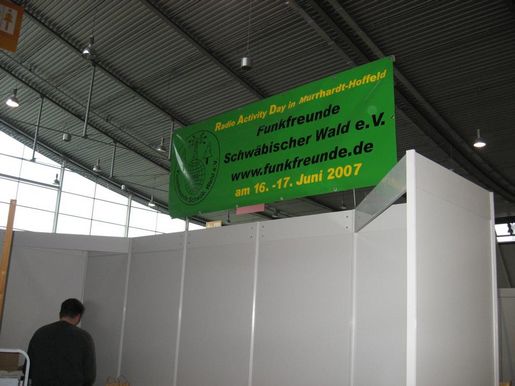 Radio Activity Day in Murrhardt-Hoffeld
Funkfreunde
Schwäbischer Wald e.V.
www.funkfreunde.de
am 16. -17. Juni 2007